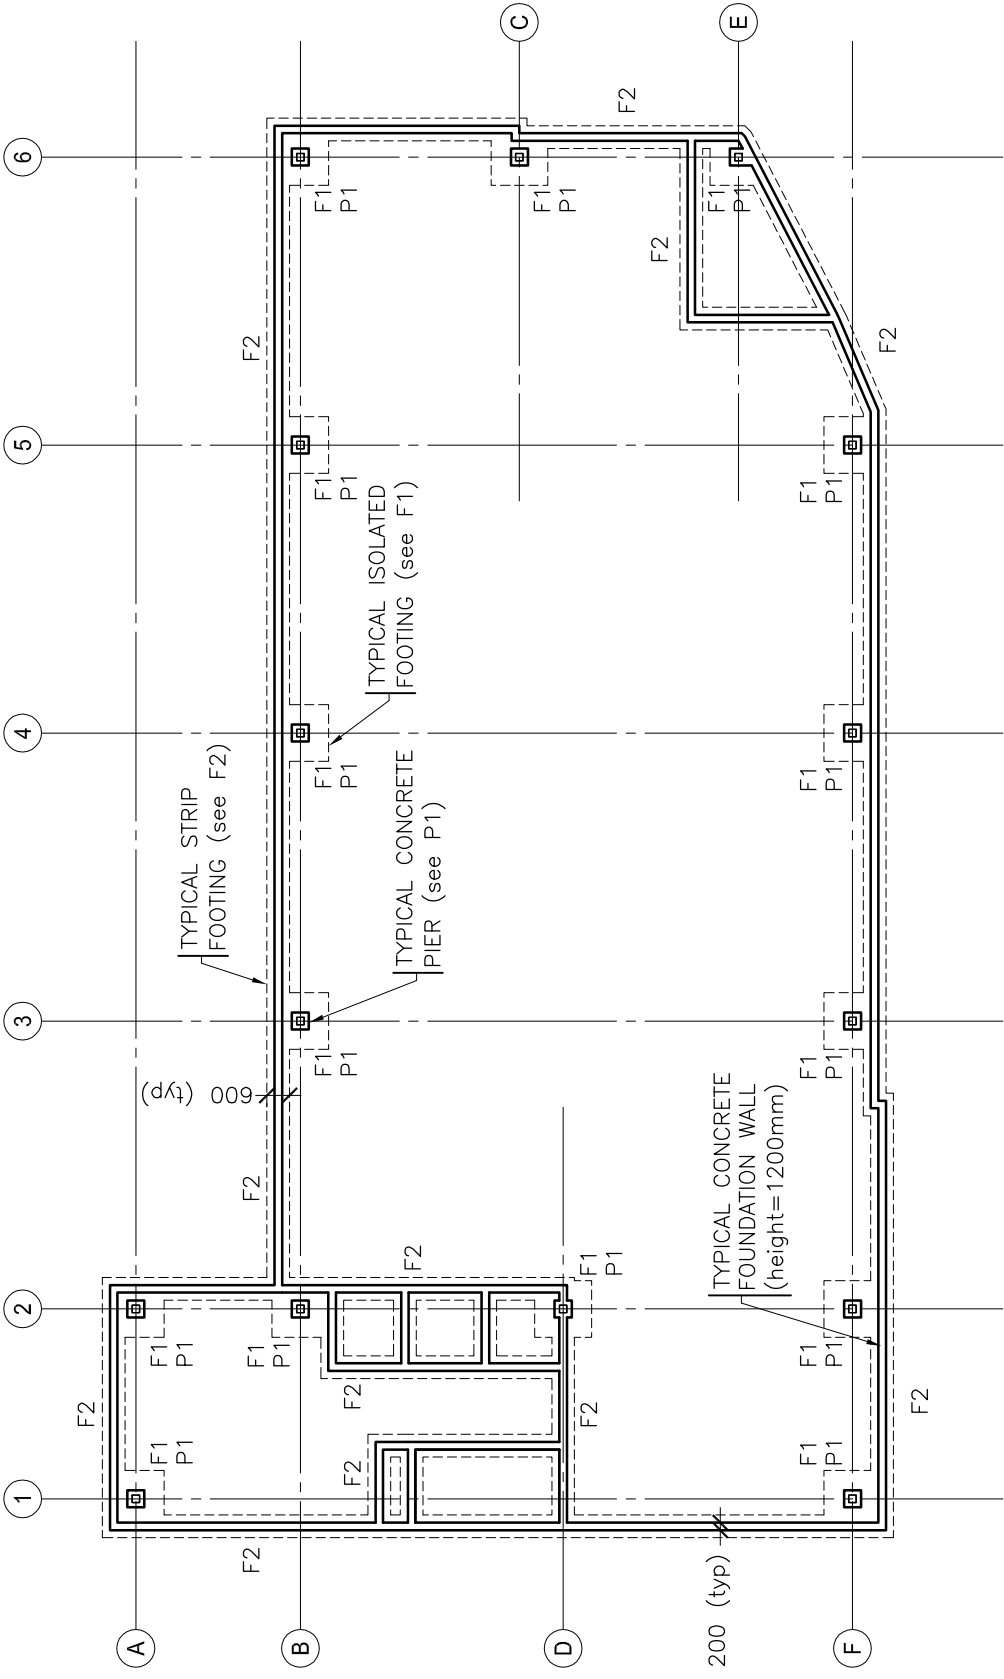 1
2
3
4
5
6
F2
A
F1
P1
F1
P1
TYPICAL STRIP
FOOTING (see F2)
600 (typ)
F2
F2
F2
F1
P1
B
F1
P1
F1
P1
F1
P1
F1
P1
F2
F2
TYPICAL ISOLATED
FOOTING (see F1)
TYPICAL CONCRETE
PIER (see P1)
F2
C
F1
P1
D
F2
F1
P1
F2
F2
200 (typ)
F1
P1
TYPICAL CONCRETE
FOUNDATION WALL
(height=1200mm)
E
F1
P1
F1
P1
F1
P1
F1
P1
F1
P1
F
F2
F2